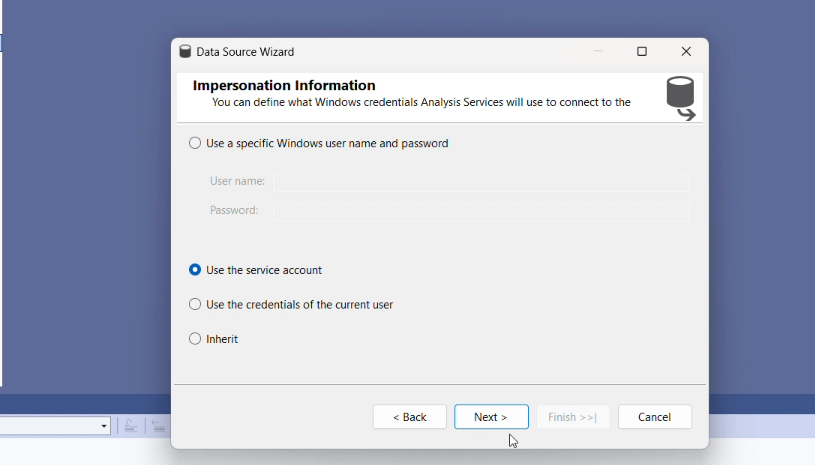 Data Source Wizard
Impersonation Information
You can define what Windows credentials Analysis Services will use to connect to the
Use a specific Windows user name and password
User name:
Password:
Use the service account
Use the credentials of the current user
Inherit
< Back
Next >
Finish >>|
Cancel